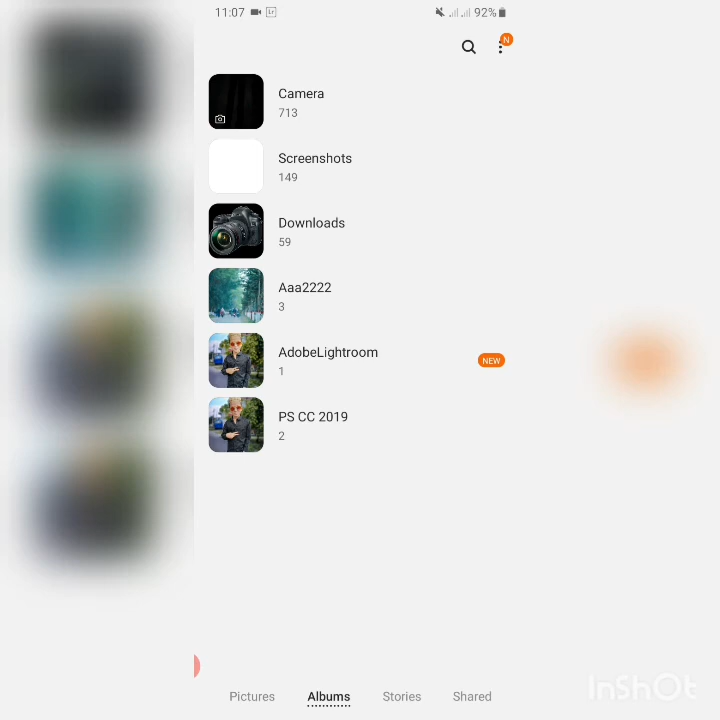 11:07 Lr 92%
N
Camera
713
Screenshots
149
Downloads
59
Aaa2222
3
AdobeLightroom
1
NEW
PS CC 2019
2
Pictures Albums Stories Shared
InShOt